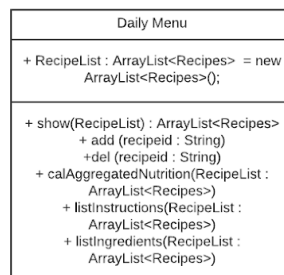 Daily Menu
+ RecipeList : ArrayList<Recipes> = new
ArrayList<Recipes>();
+ show(RecipeList) : ArrayList<Recipes>
+ add (recipeid : String)
+del (recipeid : String)
+ calAggregatedNutrition(RecipeList :
ArrayList<Recipes>)
+ listInstructions(RecipeList :
ArrayList<Recipes>)
+ listIngredients(RecipeList :
ArrayList<Recipes>)